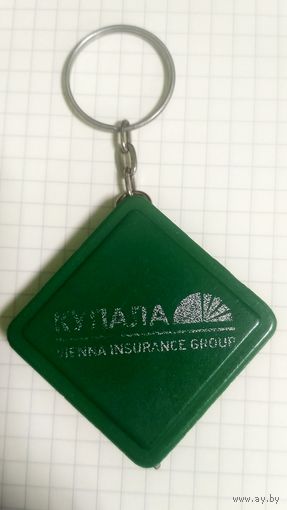 КУПАЛА
VIENNA INSURANCE GROUP
www.ay.by